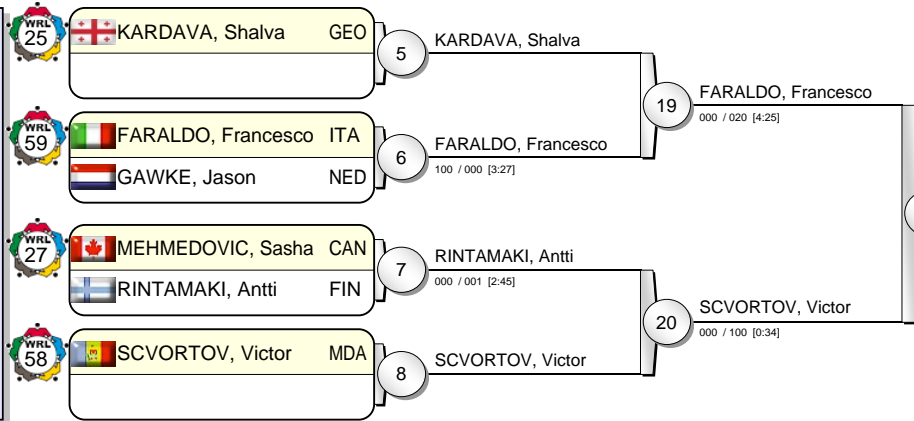 WRL
25
KARDAVA, Shalva GEO
5
KARDAVA, Shalva
19
FARALDO, Francesco
000 / 020 [4:25]
WRL
59
FARALDO, Francesco ITA
GAWKE, Jason NED
6
FARALDO, Francesco
100 / 000 [3:27]
WRL
27
MEHMEDOVIC, Sasha CAN
RINTAMAKI, Antti FIN
7
RINTAMAKI, Antti
000 / 001 [2:45]
20
SCVORTOV, Victor
000 / 100 [0:34]
WRL
58
SCVORTOV, Victor MDA
8
SCVORTOV, Victor